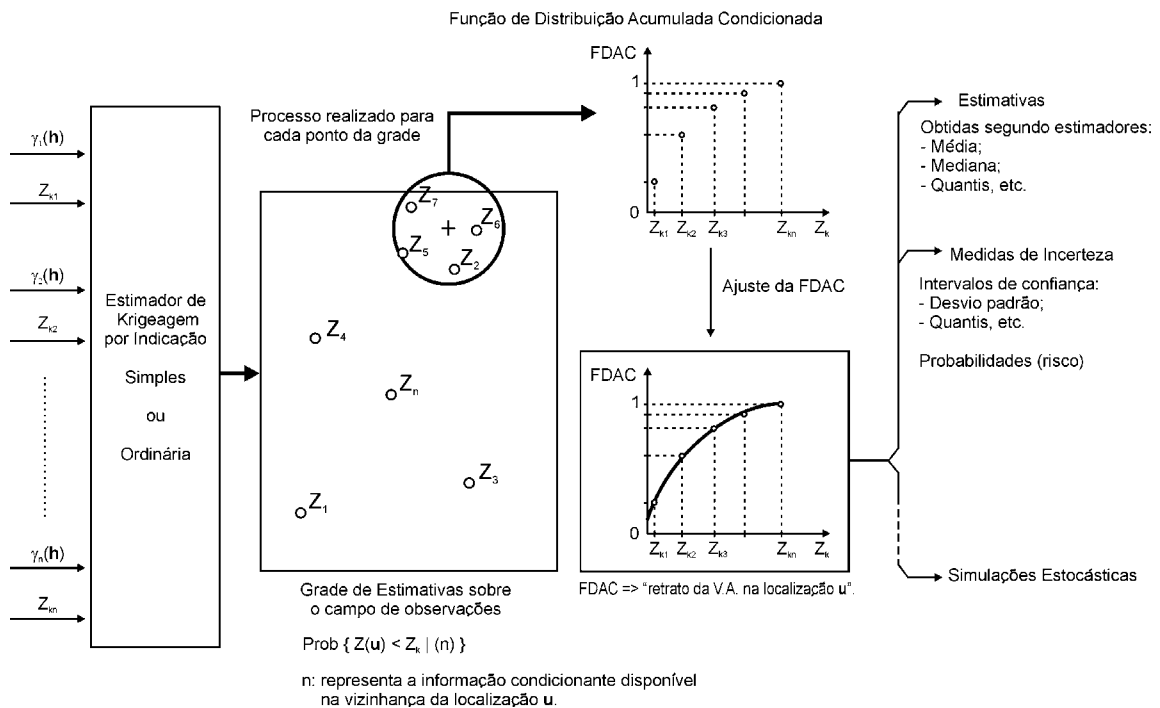 Função de Distribuição Acumulada Condicionada
γ₁(h)
Zk1
γ₂(h)
Zk2
γn(h)
Zkn
Estimador de
Krigeagem
por Indicação
Simples
ou
Ordinária
Processo realizado para
cada ponto da grade
Z7
Z6
Z5
Z2
Z4
Zn
Z3
Z1
Grade de Estimativas sobre
o campo de observações
Prob { Z(u) < Zk | (n) }
n: representa a informação condicionante disponível
na vizinhança da localização u.
FDAC
1
0
Zk1 Zk2 Zk3 Zkn Zk
Ajuste da FDAC
FDAC
1
0
Zk1 Zk2 Zk3 Zkn Zk
FDAC => “retrato da V.A. na localização u”.
Estimativas
Obtidas segundo estimadores:
- Média;
- Mediana;
- Quantis, etc.
Medidas de Incerteza
Intervalos de confiança:
- Desvio padrão;
- Quantis, etc.
Probabilidades (risco)
Simulações Estocásticas